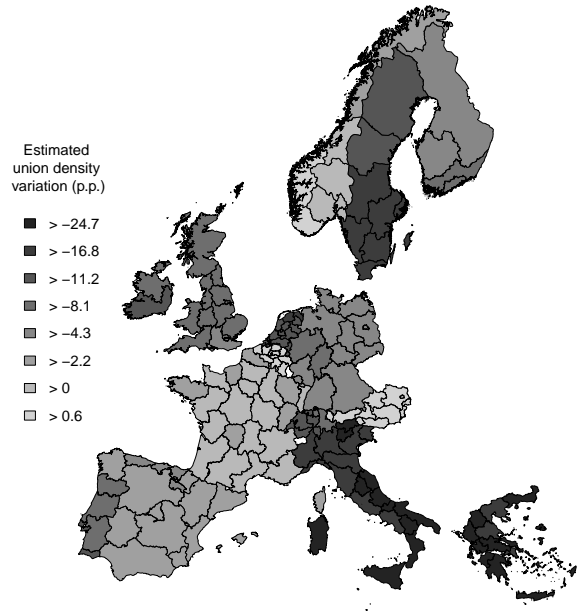 Estimated
union density
variation (p.p.)
> −24.7
> −16.8
> −11.2
> −8.1
> −4.3
> −2.2
> 0
> 0.6